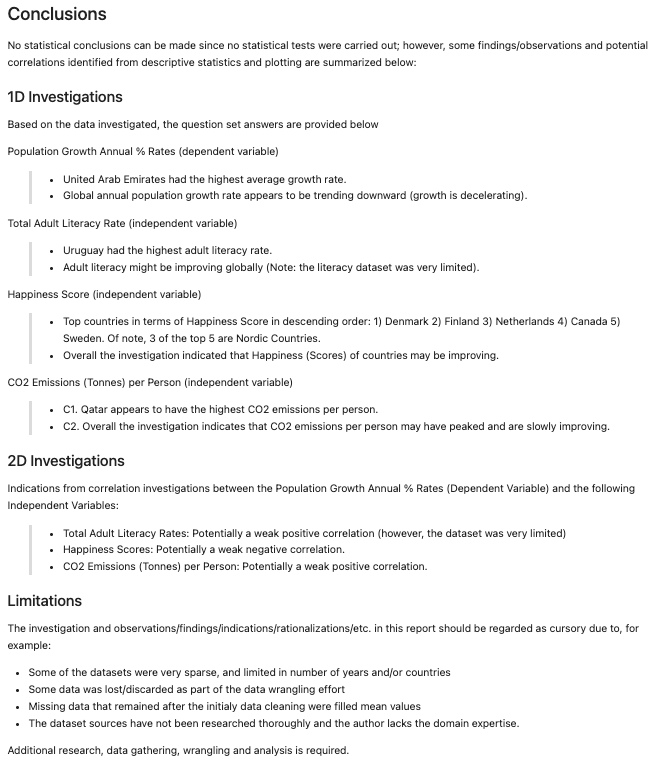 Conclusions
No statistical conclusions can be made since no statistical tests were carried out; however, some findings/observations and potential
correlations identified from descriptive statistics and plotting are summarized below:
1D Investigations
Based on the data investigated, the question set answers are provided below
Population Growth Annual % Rates (dependent variable)
• United Arab Emirates had the highest average growth rate.
• Global annual population growth rate appears to be trending downward (growth is decelerating).
Total Adult Literacy Rate (independent variable)
• Uruguay had the highest adult literacy rate.
• Adult literacy might be improving globally (Note: the literacy dataset was very limited).
Happiness Score (independent variable)
• Top countries in terms of Happiness Score in descending order: 1) Denmark 2) Finland 3) Netherlands 4) Canada 5)
Sweden. Of note, 3 of the top 5 are Nordic Countries.
• Overall the investigation indicated that Happiness (Scores) of countries may be improving.
CO2 Emissions (Tonnes) per Person (independent variable)
• C1. Qatar appears to have the highest CO2 emissions per person.
• C2. Overall the investigation indicates that CO2 emissions per person may have peaked and are slowly improving.
2D Investigations
Indications from correlation investigations between the Population Growth Annual % Rates (Dependent Variable) and the following
Independent Variables:
• Total Adult Literacy Rates: Potentially a weak positive correlation (however, the dataset was very limited)
• Happiness Scores: Potentially a weak negative correlation.
• CO2 Emissions (Tonnes) per Person: Potentially a weak positive correlation.
Limitations
The investigation and observations/findings/indications/rationalizations/etc. in this report should be regarded as cursory due to, for
example:
• Some of the datasets were very sparse, and limited in number of years and/or countries
• Some data was lost/discarded as part of the data wrangling effort
• Missing data that remained after the initialy data cleaning were filled mean values
• The dataset sources have not been researched thoroughly and the author lacks the domain expertise.
Additional research, data gathering, wrangling and analysis is required.